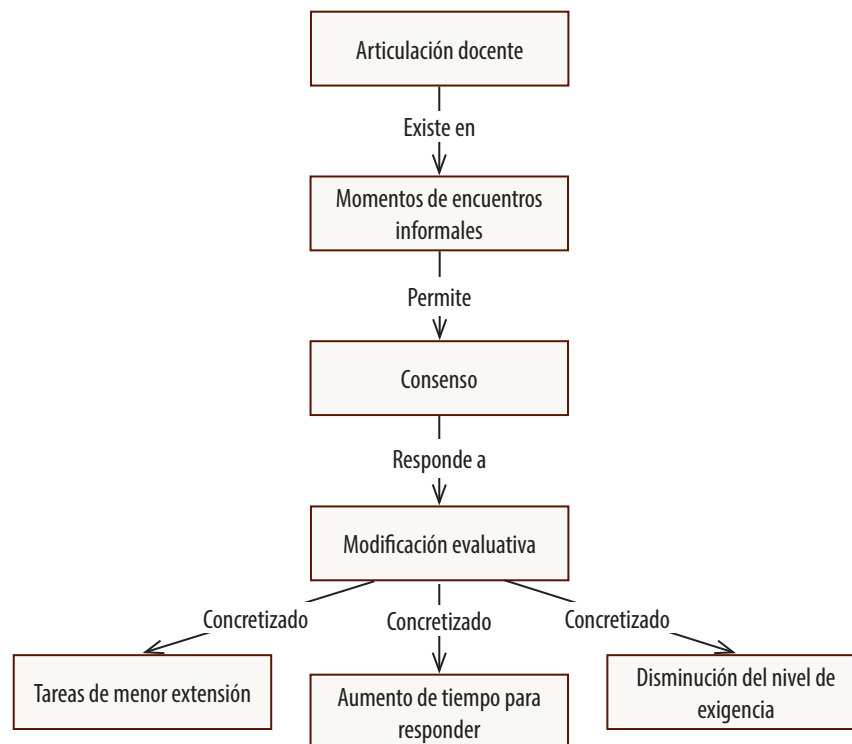 Articulación docente
Existe en
Momentos de encuentros
informales
Permite
Consenso
Responde a
Modificación evaluativa
Concretizado
Concretizado
Concretizado
Tareas de menor extensión
Aumento de tiempo para
responder
Disminución del nivel de
exigencia